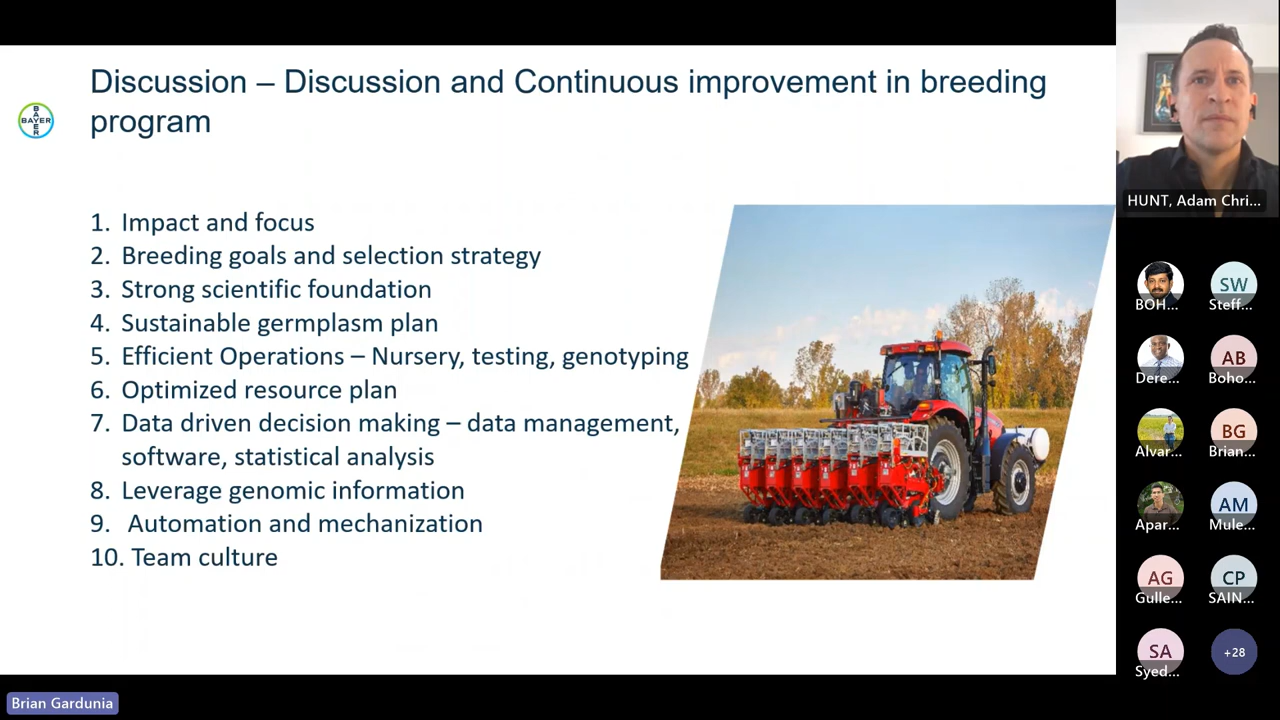 Discussion – Discussion and Continuous improvement in breeding
program
BAYER
BAYER
1. Impact and focus
2. Breeding goals and selection strategy
3. Strong scientific foundation
4. Sustainable germplasm plan
5. Efficient Operations – Nursery, testing, genotyping
6. Optimized resource plan
7. Data driven decision making – data management,
software, statistical analysis
8. Leverage genomic information
9. Automation and mechanization
10. Team culture
HUNT, Adam Chri...
BOH...
SW
Steff...
Dere...
AB
Boho...
Alvar...
BG
Brian...
Apar...
AM
Mule...
AG
Gulle...
CP
SAIN...
SA
Syed...
+28
Brian Gardunia